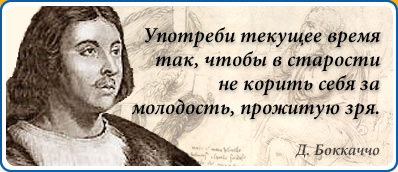 Употреби текущее время
так, чтобы в старости
не корить себя за
молодость, прожитую зря.
Д. Боккаччо